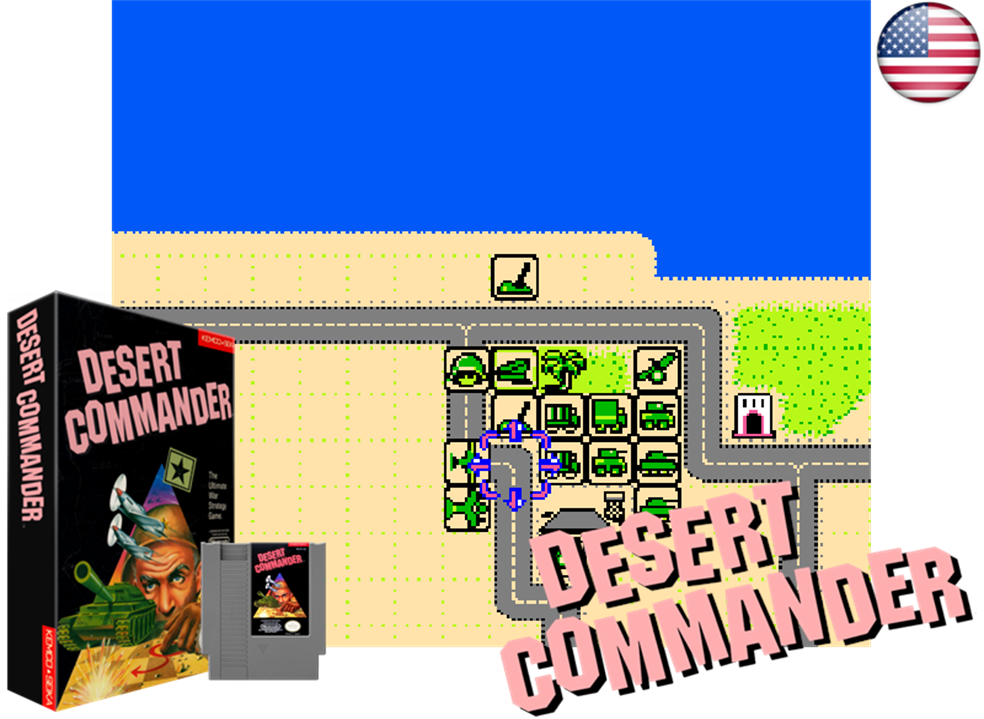 DESERT COMMANDER
KEMCO★SEIKA
DESERT
COMMANDER
The
Ultimate
War
Strategy
Game.
KEMCO★SEIKA
DESERT
COMMANDER
DESERT
COMMANDER